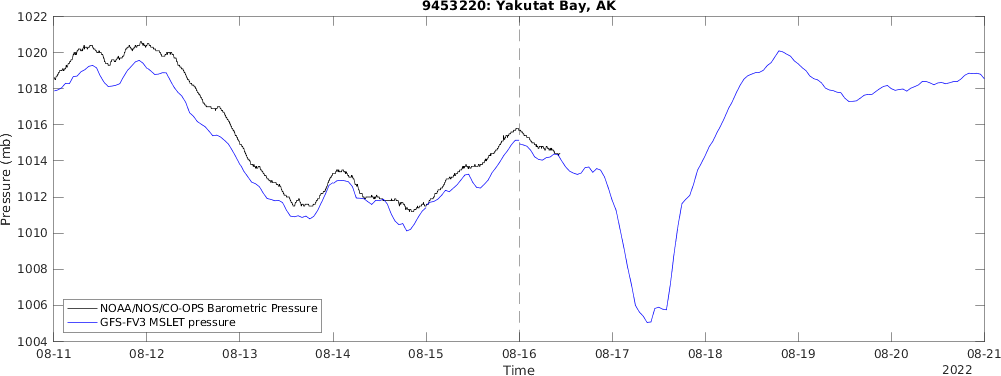 9453220: Yakutat Bay, AK
Pressure (mb)
1022
1020
1018
1016
1014
1012
1010
1008
1006
1004
NOAA/NOS/CO-OPS Barometric Pressure
GFS-FV3 MSLET pressure
08-11 08-12 08-13 08-14 08-15 08-16 08-17 08-18 08-19 08-20 08-21
Time
2022